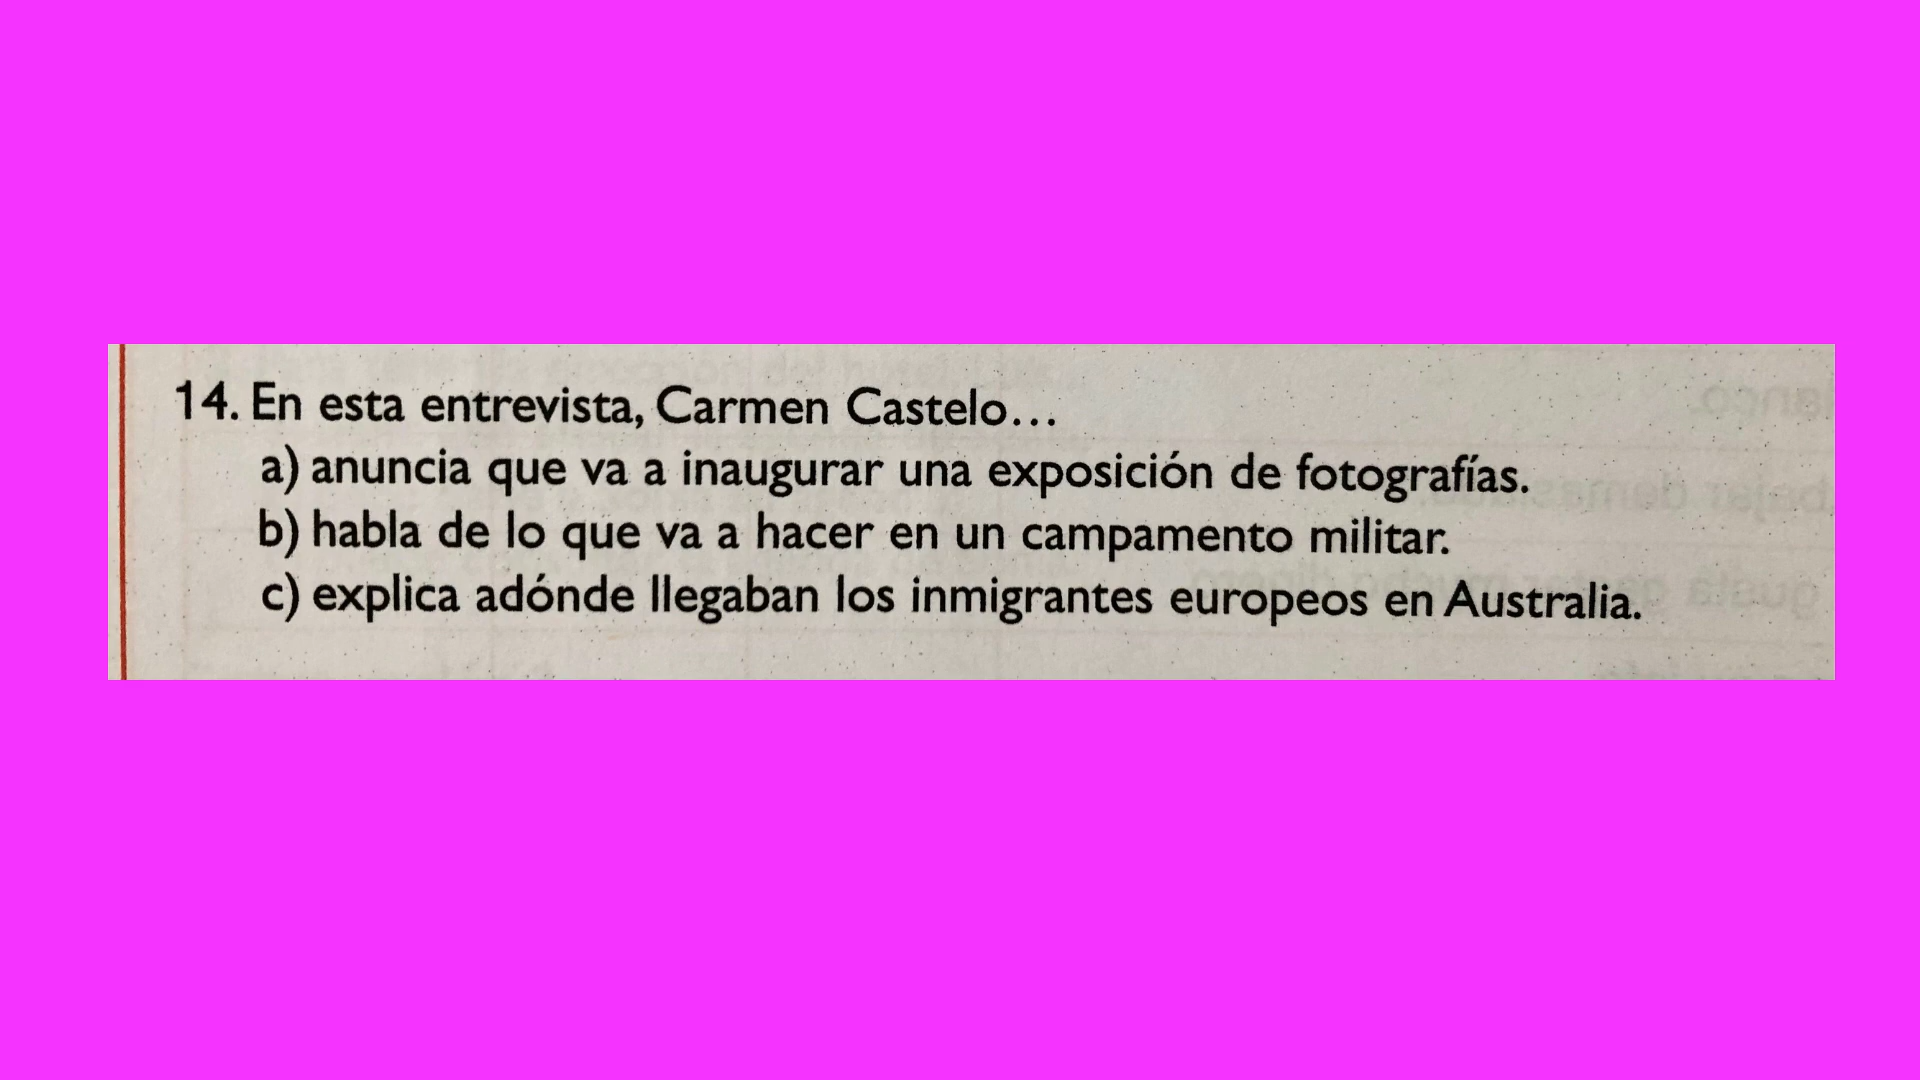 14. En esta entrevista, Carmen Castelo…
a) anuncia que va a inaugurar una exposición de fotografías.
b) habla de lo que va a hacer en un campamento militar.
c) explica adónde llegaban los inmigrantes europeos en Australia.